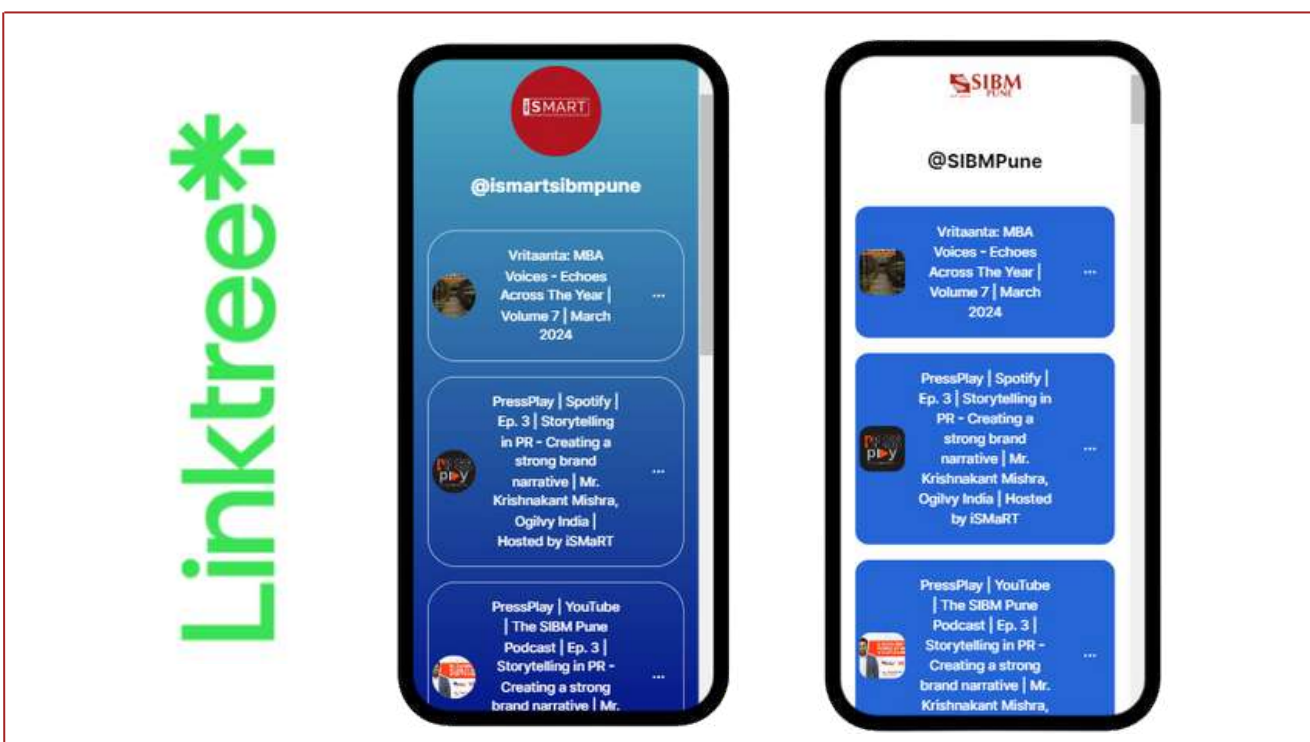 Linktree
iSMART
@ismartsibmpune
Vritaanta: MBA
Voices - Echoes
Across The Year |
Volume 7 | March
2024
PressPlay | Spotify |
Ep. 3 | Storytelling
in PR - Creating a
strong brand
narrative | Mr.
Krishnakant Mishra,
Ogilvy India |
Hosted by iSMaRT
play
PressPlay | YouTube
| The SIBM Pune
Podcast | Ep. 3 |
Storytelling in PR -
Creating a strong
brand narrative | Mr.
SIBM
PUNE
@SIBMPune
Vritaanta: MBA
Voices - Echoes
Across The Year |
Volume 7 | March
2024
PressPlay | Spotify |
Ep. 3 | Storytelling in
PR - Creating a
strong brand
narrative | Mr.
Krishnakant Mishra,
Ogilvy India | Hosted
by iSMaRT
play
PressPlay | YouTube
| The SIBM Pune
Podcast | Ep. 3 |
Storytelling in PR -
Creating a strong
brand narrative | Mr.
Krishnakant Mishra,